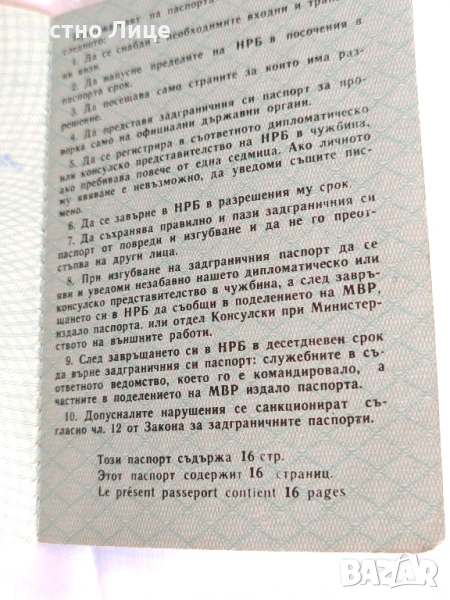 стно Лице
на паспорта
следното:
1. Да се снабди необходимите входни и тран
ни визи.
2. Да напусне пределите на НРБ в посочения в
паспорта срок.
3. Да посещава само страните за които има раз-
решение.
4. Да представя задграничния си паспорт за про-
верка само на официални държавни органи.
5. Да се регистрира в съответното дипломатическо
или консулско представителство на НРБ в чужбина,
ако пребивава повече от една седмица. Ако личното
му явяване е невъзможно, да уведоми същите пис-
мено.
6. Да се завърне в НРБ в разрешения му срок.
7. Да съхранява правилно и пази задграничния си
паспорт от повреди и изгубване и да не го преот-
стъпва на други лица.
8. При изгубване на задграничния паспорт да се
яви и уведоми незабавно нашето дипломатическо или
консулско представителство в чужбина, а след завръ-
щането си в НРБ да съобщи в поделението на МВР,
издало паспорта. или отдел Консулски при Министер-
ството на външните работи.
9. След завръщането си в НРБ в десетдневен срок
да върне задграничния си паспорт: служебните в съ-
ответното ведомство, което го е командировало, а
частните в поделението на МВР издало паспорта.
10. Допусналите нарушения се санкционират съ-
гласно чл. 12 от Закона за задграничните паспорти.
Този паспорт съдържа 16 стр.
Этот паспорт содержит 16 страниц.
Le présent passeport contient 16 pages
БАЗАР